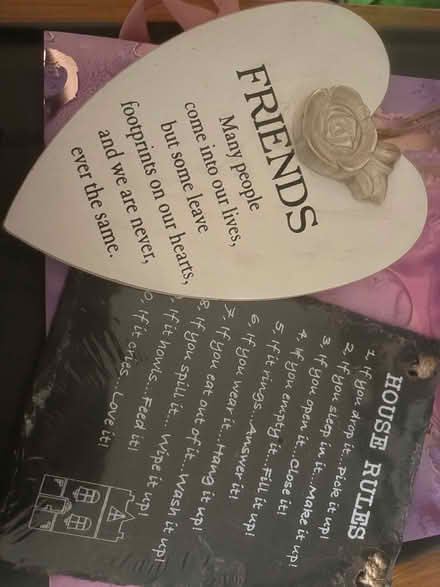 FRIENDS
Many people
come into our lives,
but some leave
footprints on our hearts,
and we are never,
ever the same.
HOUSE RULES
1. If you drop it..Pick it up!
2. If you sleep in it...Make it up!
3. If you open it..Close it!
4. If you empty it..Fill it up!
5. If it rings..Answer it!
6. If you wear it...Hang it up!
7. If you eat out of it...Wash it up!
8. If you spill it... Wipe it up!
If it howls..Feed it!
0. If it cries...Love it!